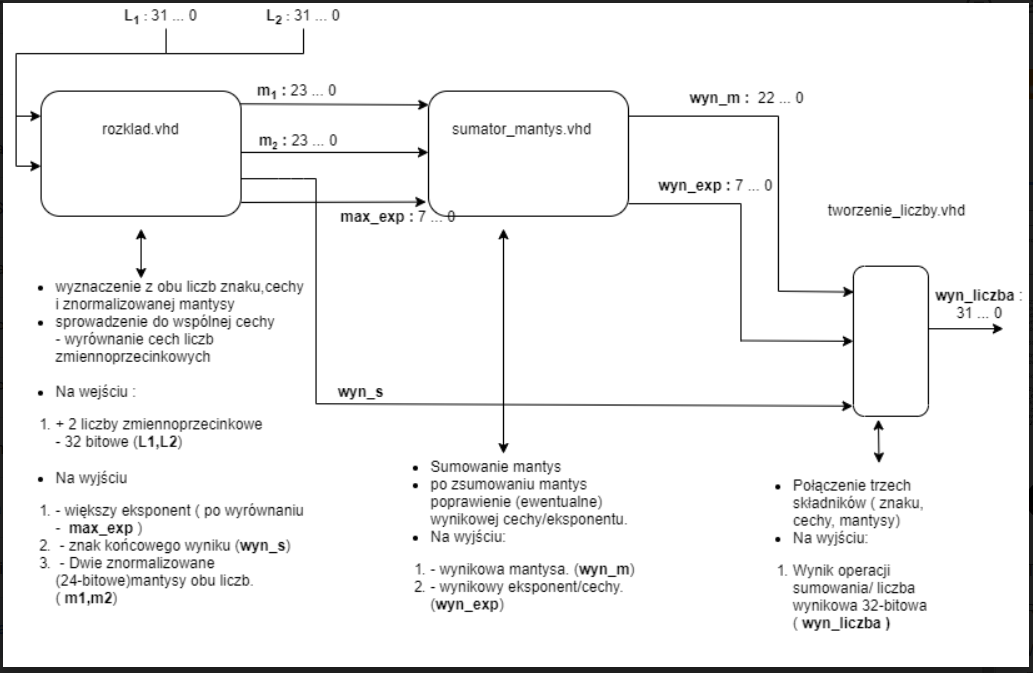 L₁ : 31 ... 0
L₂ : 31 ... 0
rozklad.vhd
m₁ : 23 ... 0
m₂ : 23 ... 0
max_exp : 7 ... 0
sumator_mantys.vhd
wyn_m : 22 ... 0
wyn_exp : 7 ... 0
tworzenie_liczby.vhd
wyn_liczba :
31 ... 0
wyn_s
• wyznaczenie z obu liczb znaku,cechy
i znormalizowanej mantysy
• sprowadzenie do wspólnej cechy
- wyrównanie cech liczb
zmiennoprzecinkowych
• Na wejściu :
1. + 2 liczby zmiennoprzecinkowe
- 32 bitowe (L1,L2)
• Na wyjściu
1. - większy eksponent ( po wyrównaniu
- max_exp )
2. - znak końcowego wyniku (wyn_s)
3. - Dwie znormalizowane
(24-bitowe)mantysy obu liczb.
( m1,m2)
• Sumowanie mantys
• po zsumowaniu mantys
poprawienie (ewentualne)
wynikowej cechy/eksponentu.
• Na wyjściu:
1. - wynikowa mantysa. (wyn_m)
2. - wynikowy eksponent/cechy.
(wyn_exp)
• Połączenie trzech
składników ( znaku,
cechy, mantysy)
• Na wyjściu:
1. Wynik operacji
sumowania/ liczba
wynikowa 32-bitowa
( wyn_liczba )